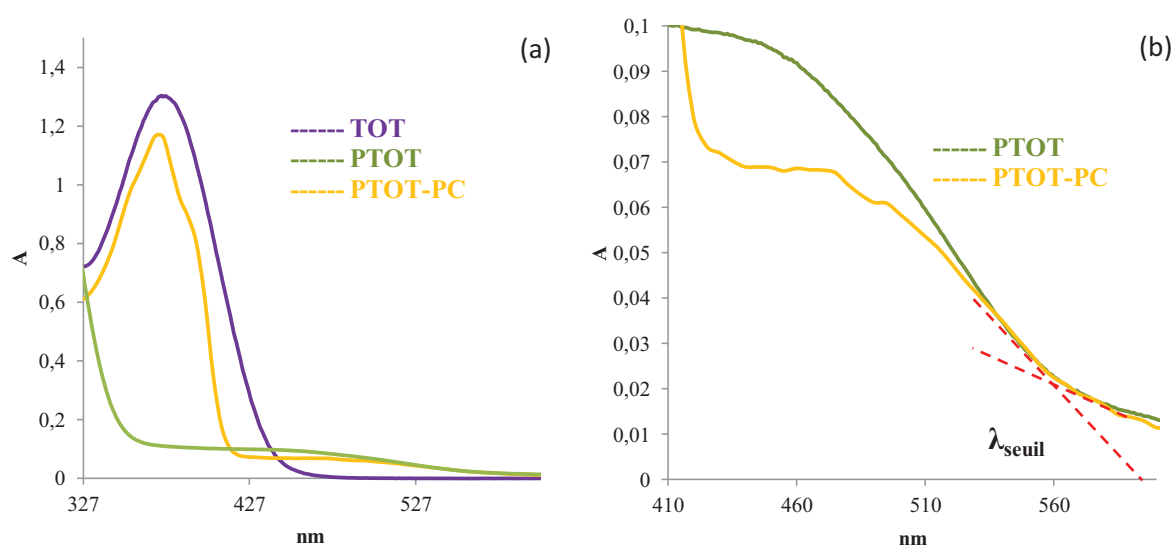 (a)
1,4
1,2
1
0,8
0,6
0,4
0,2
0
A
327
427
527
nm
TOT
PTOT
PTOT-PC
(b)
0,1
0,09
0,08
0,07
0,06
0,05
0,04
0,03
0,02
0,01
0
A
410
460
510
560
nm
PTOT
PTOT-PC
λseuil